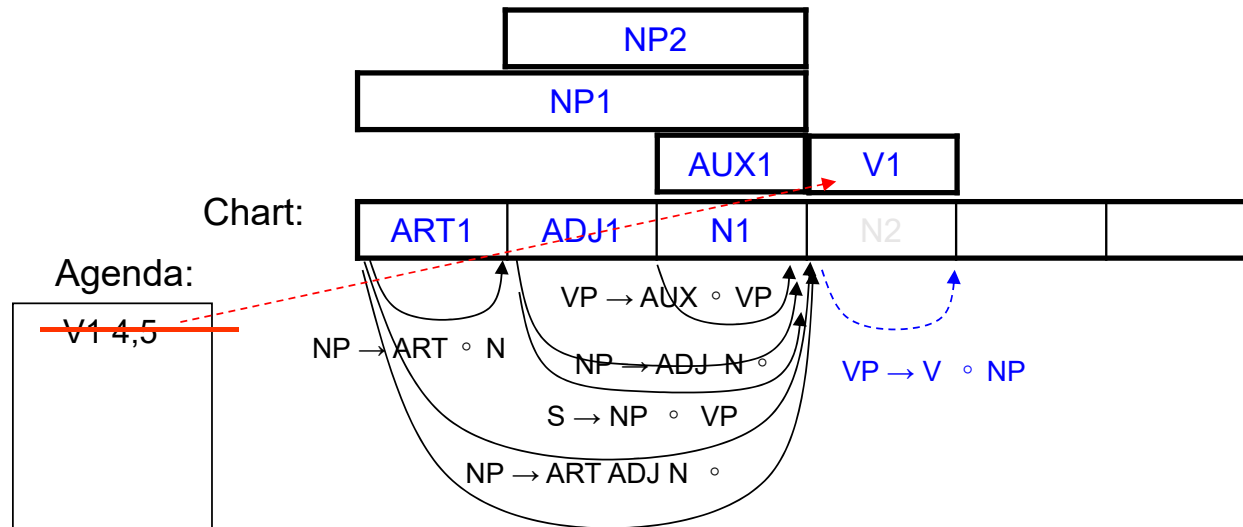 NP2
NP1
AUX1 V1
Chart:
ART1 ADJ1 N1 N2
Agenda:
V1 4,5
VP → AUX ∘ VP
NP → ART ∘ N
NP → ADJ N ∘
VP → V ∘ NP
S → NP ∘ VP
NP → ART ADJ N ∘